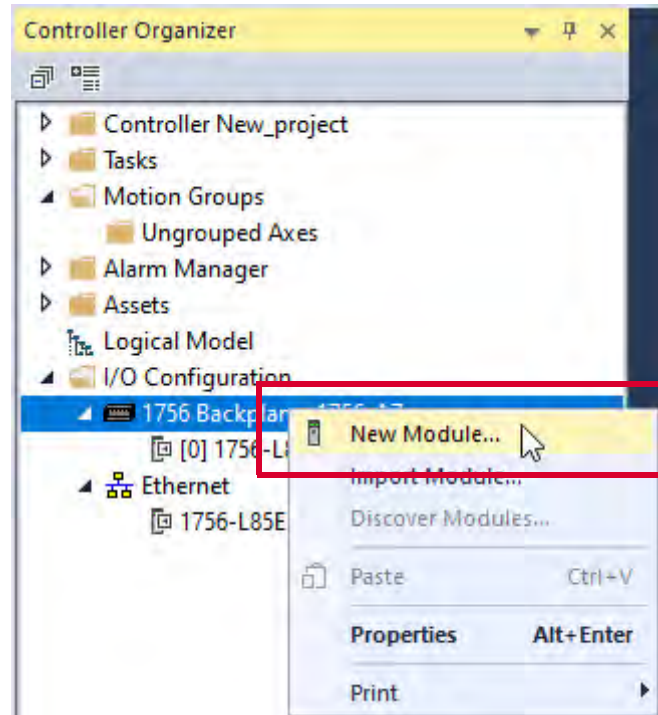 Controller Organizer
Controller New_project
Tasks
Motion Groups
Ungrouped Axes
Alarm Manager
Assets
Logical Model
I/O Configuration
1756
New Module...
[0]
Import Module...
Ethernet
Discover Modules...
1756-L85E
Paste Ctrl+V
Properties Alt+Enter
Print